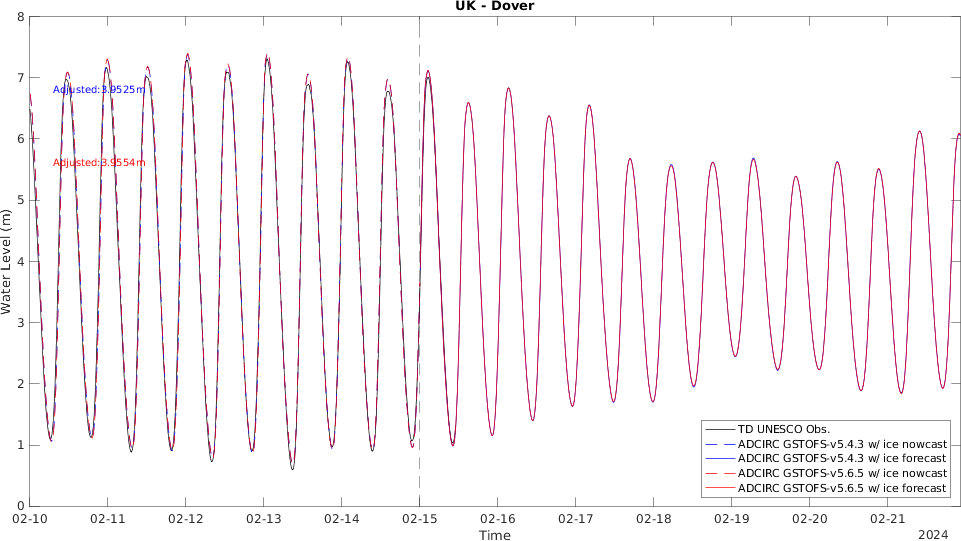 UK - Dover
8
7
6
5
4
3
2
1
0
Water Level (m)
Adjusted:3.9525m
Adjusted:3.9554m
TD UNESCO Obs.
ADCIRC GSTOFS-v5.4.3 w/ ice nowcast
ADCIRC GSTOFS-v5.4.3 w/ ice forecast
ADCIRC GSTOFS-v5.6.5 w/ ice nowcast
ADCIRC GSTOFS-v5.6.5 w/ ice forecast
02-10 02-11 02-12 02-13 02-14 02-15 02-16 02-17 02-18 02-19 02-20 02-21
Time
2024